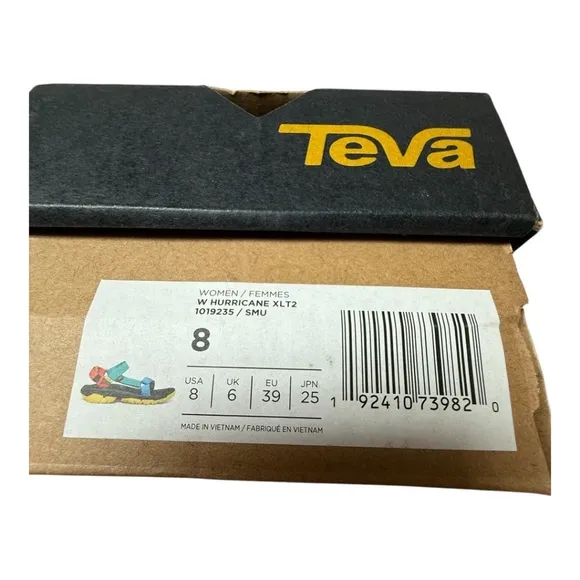 Teva
WOMEN / FEMMES
W HURRICANE XLT2
1019235 / SMU
8
USA UK EU JPN
8 6 39 25
MADE IN VIETNAM / FABRIQUÉ EN VIETNAM
1 92410 73982 0